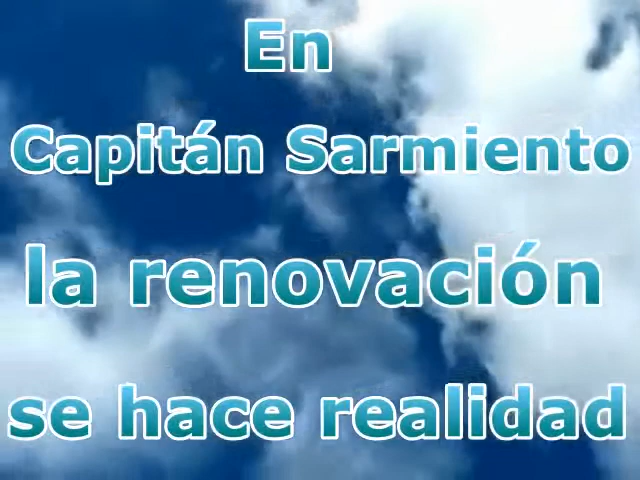 En
Capitán Sarmiento
la renovación
se hace realidad